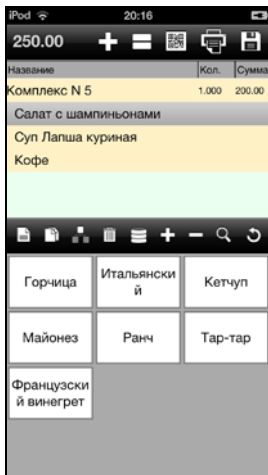 iPod 20:16
250.00
Название Кол. Сумма
Комплекс N 5 1.000 200.00
Салат с шампиньонами
Суп Лапша куриная
Кофе
Горчица Итальянски й Кетчуп
Майонез Ранч Тар-тар
Французски
й винегрет